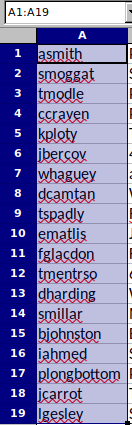 A1:A19
A
1 asmith
2 smoggat
3 tmodle
4 ccraven
5 kploty
6 jbercov
7 whaguey
8 dcamtan
9 tspadly
10 ematlis
11 fglacdon
12 tmentrso
13 dharding
14 smillar
15 bjohnston
16 iahmed
17 plongbottom
18 jcarrot
19 lgesley